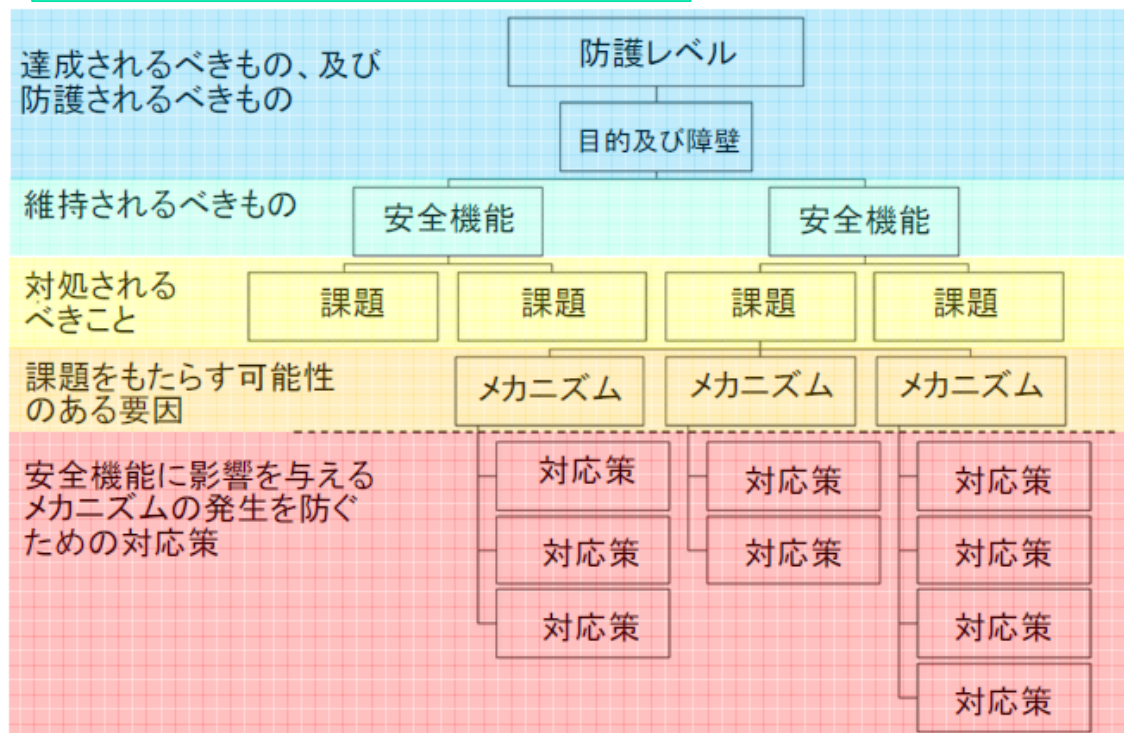 達成されるべきもの、及び
防護されるべきもの
防護レベル
目的及び障壁
維持されるべきもの
安全機能
安全機能
対処される
べきこと
課題
課題
課題
課題
課題をもたらす可能性
のある要因
メカニズム
メカニズム
メカニズム
安全機能に影響を与える
メカニズムの発生を防ぐ
ための対応策
対応策
対応策
対応策
対応策
対応策
対応策
対応策
対応策
対応策